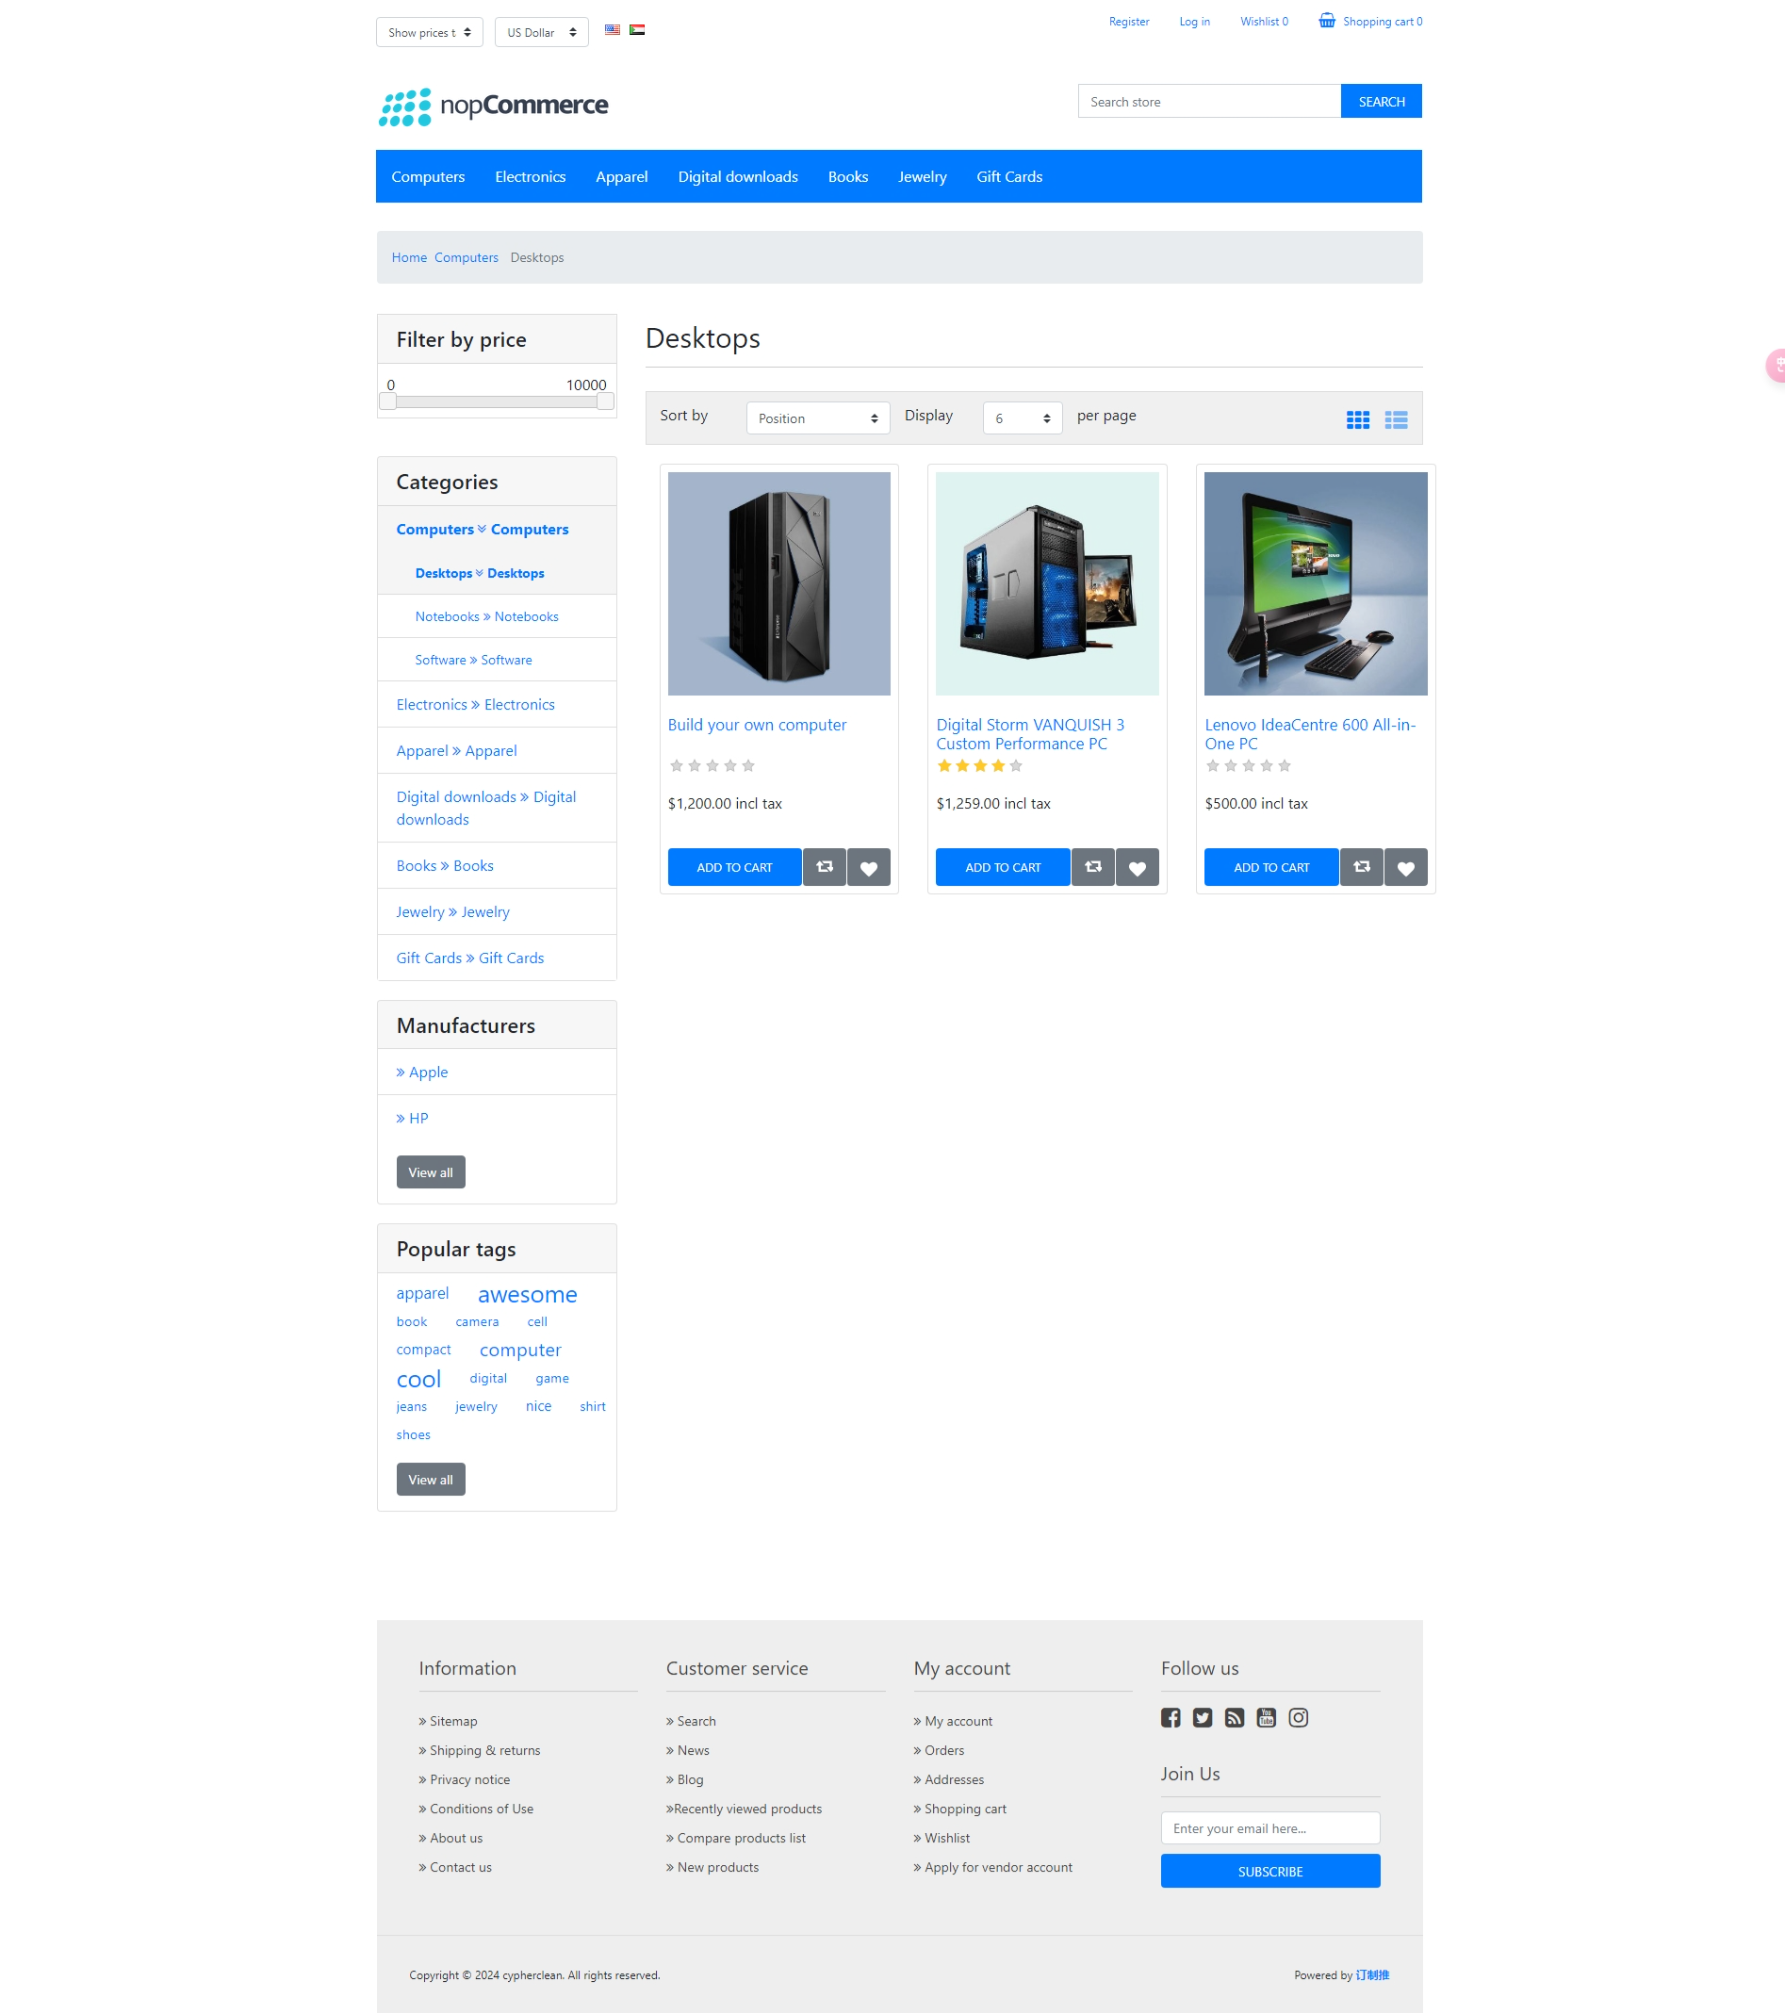 Show prices t
US Dollar
Register
Log in
Wishlist 0
Shopping cart 0
nopCommerce
Search store
SEARCH
Computers
Electronics
Apparel
Digital downloads
Books
Jewelry
Gift Cards
Home
Computers
Desktops
Filter by price
0
10000
Categories
Computers Computers
Desktops Desktops
Notebooks » Notebooks
Software » Software
Electronics » Electronics
Apparel » Apparel
Digital downloads » Digital
downloads
Books » Books
Jewelry » Jewelry
Gift Cards » Gift Cards
Manufacturers
» Apple
» HP
View all
Popular tags
apparel awesome
book camera cell
compact computer
cool digital game
jeans jewelry nice shirt
shoes
View all
Desktops
Sort by
Position
Display
6
per page
Build your own computer
$1,200.00 incl tax
ADD TO CART
Digital Storm VANQUISH 3
Custom Performance PC
$1,259.00 incl tax
ADD TO CART
Lenovo IdeaCentre 600 All-in-
One PC
$500.00 incl tax
ADD TO CART
Information
» Sitemap
» Shipping & returns
» Privacy notice
» Conditions of Use
» About us
» Contact us
Customer service
» Search
» News
» Blog
»Recently viewed products
» Compare products list
» New products
My account
» My account
» Orders
» Addresses
» Shopping cart
» Wishlist
» Apply for vendor account
Follow us
Join Us
Enter your email here...
SUBSCRIBE
Copyright © 2024 cypherclean. All rights reserved.
Powered by 订制推